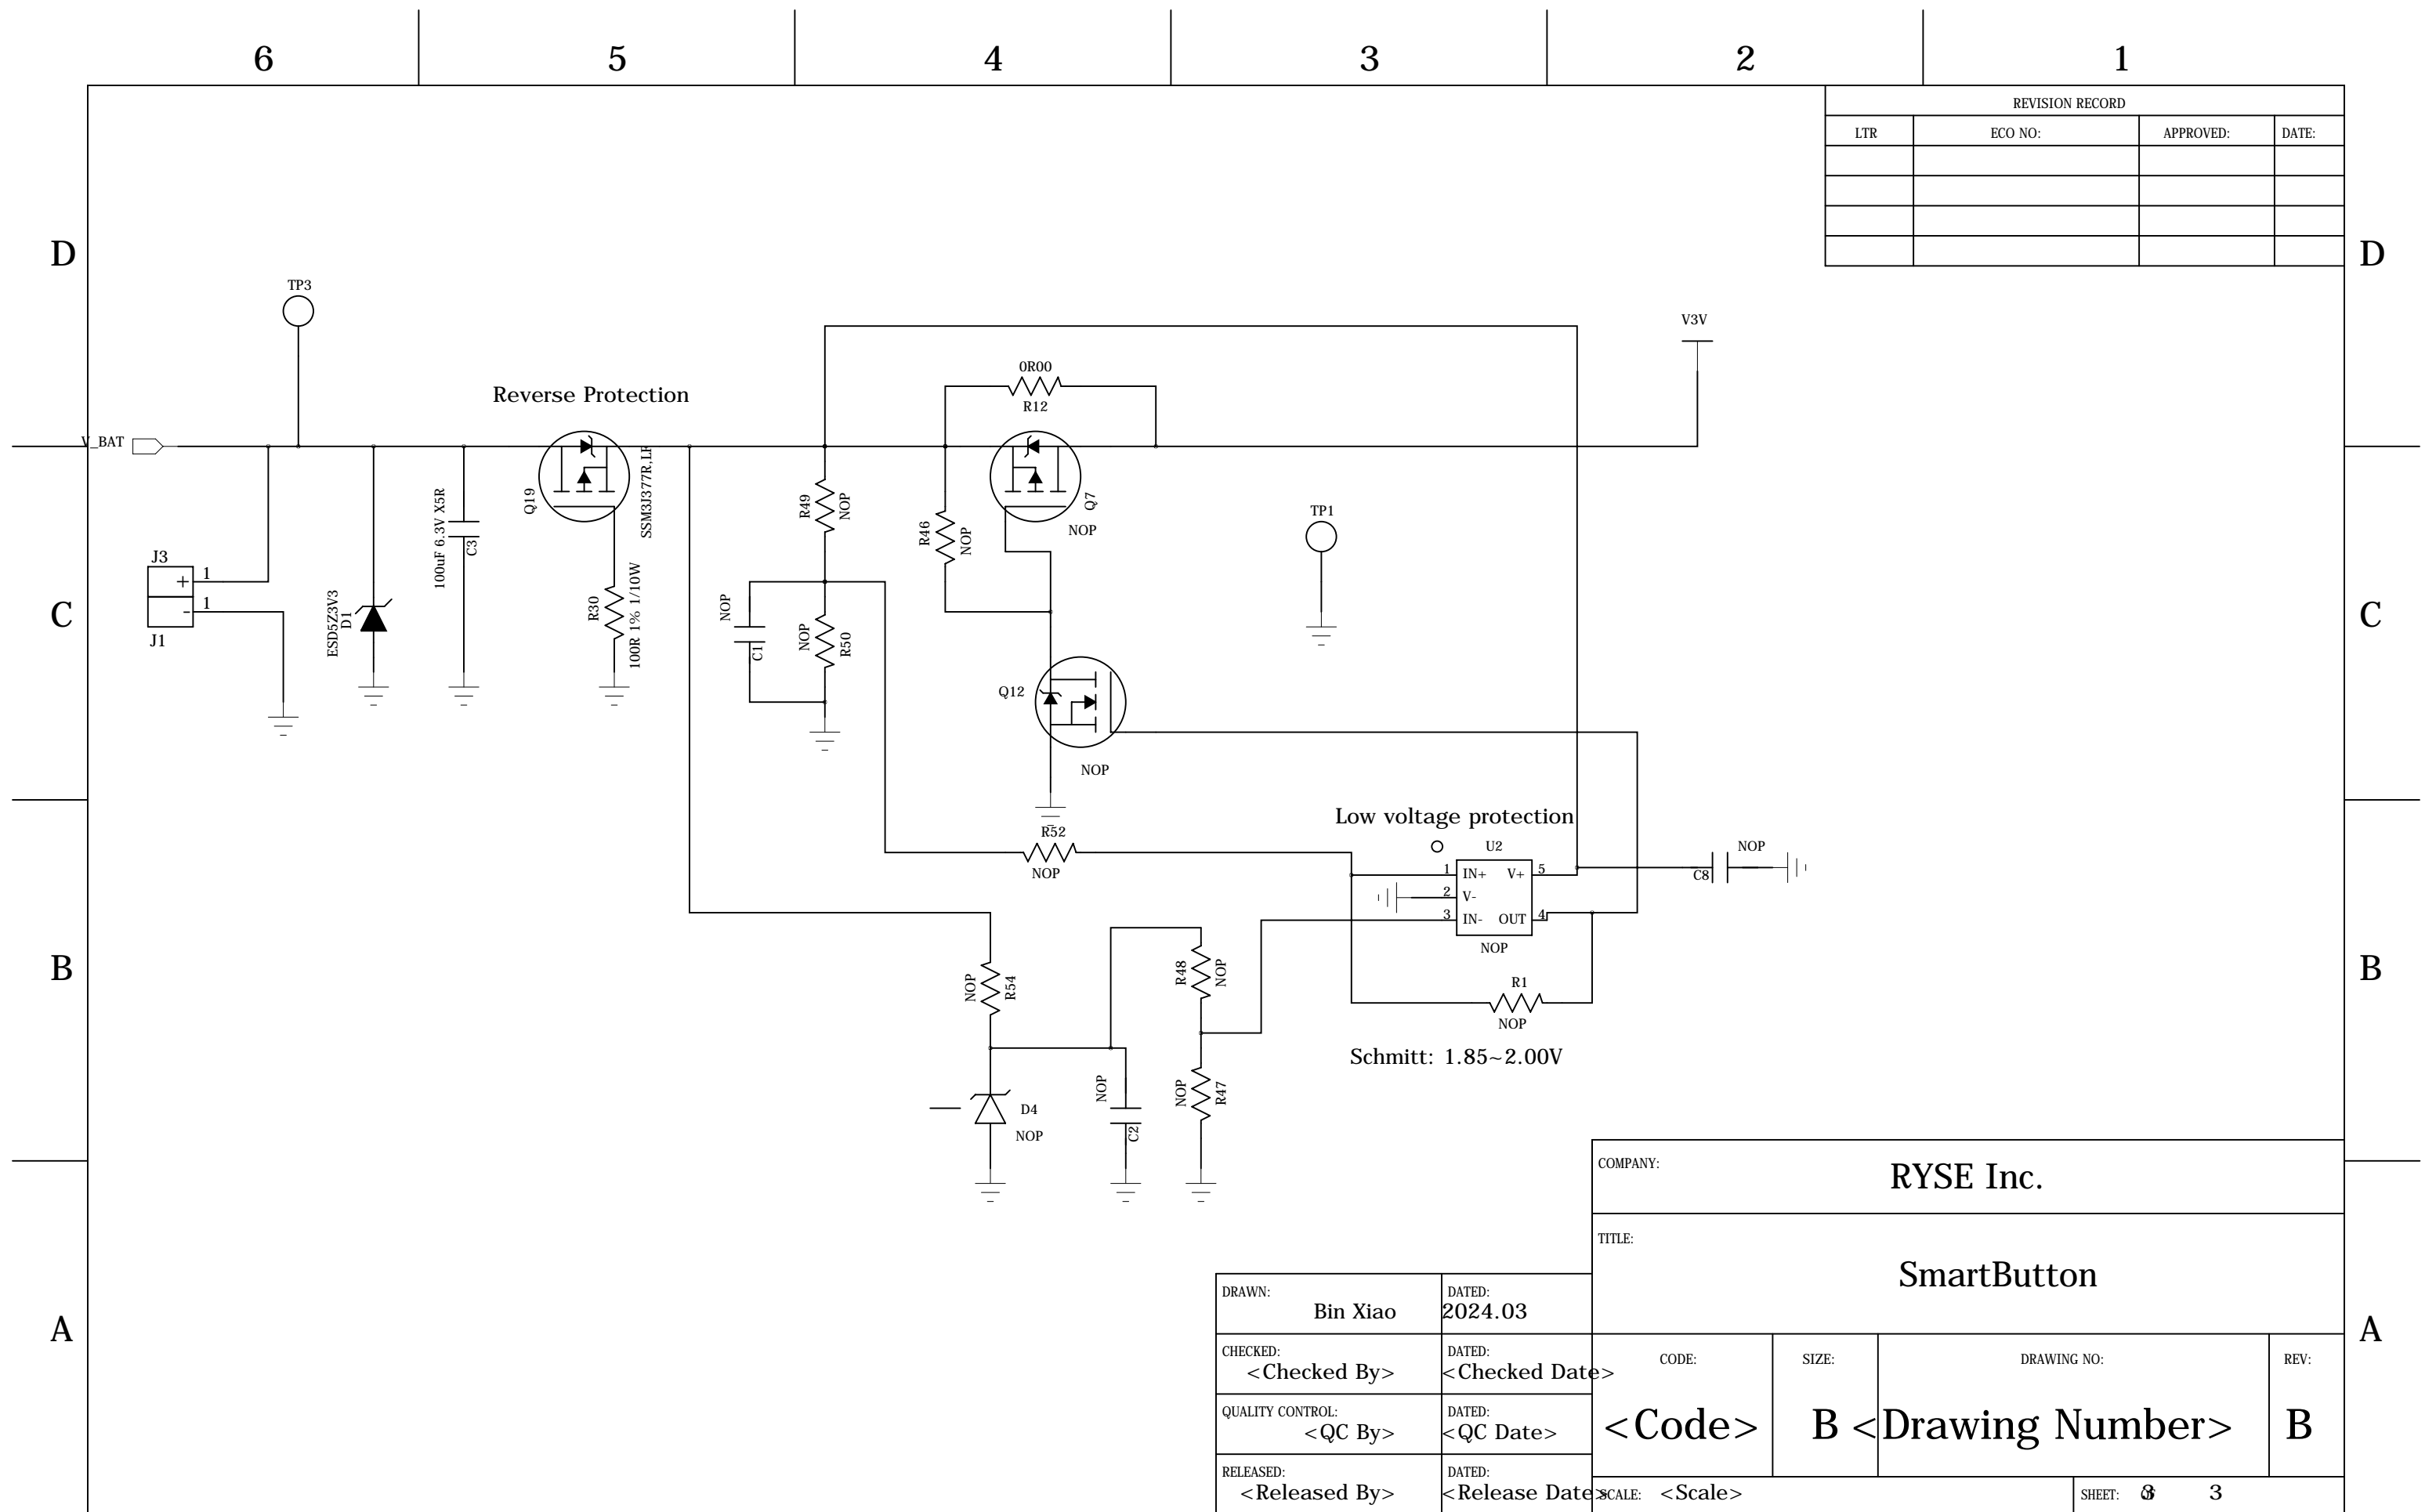 6 5 4 3 2 1
REVISION RECORD
LTR ECO NO: APPROVED: DATE:
D D
TP3
V3V
0R00
R12
Reverse Protection
V_BAT
Q19
SSM3J377R,LF
100uF 6.3V X5R
C3
R49
NOP
R46
NOP
Q7
NOP
TP1
J3
+ 1
- 1
J1
ESD5Z3V3
D1
R30
100R 1% 1/10W
NOP
C1
NOP
R50
C C
Q12
NOP
Low voltage protection
R52
NOP
U2
1 IN+ V+ 5
2 V-
3 IN- OUT 4
NOP
C8
NOP
B B
NOP
R54
R48
NOP
R1
NOP
Schmitt: 1.85~2.00V
D4
NOP
NOP
C2
NOP
R47
COMPANY:
RYSE Inc.
TITLE:
SmartButton
A A
DRAWN: DATED:
Bin Xiao 2024.03
CHECKED: DATED:
<Checked By> <Checked Date>
CODE: SIZE: DRAWING NO: REV:
QUALITY CONTROL: DATED:
<QC By> <QC Date>
<Code> B <Drawing Number> B
RELEASED: DATED:
<Released By> <Release Date>
SCALE: <Scale> SHEET: 3 3